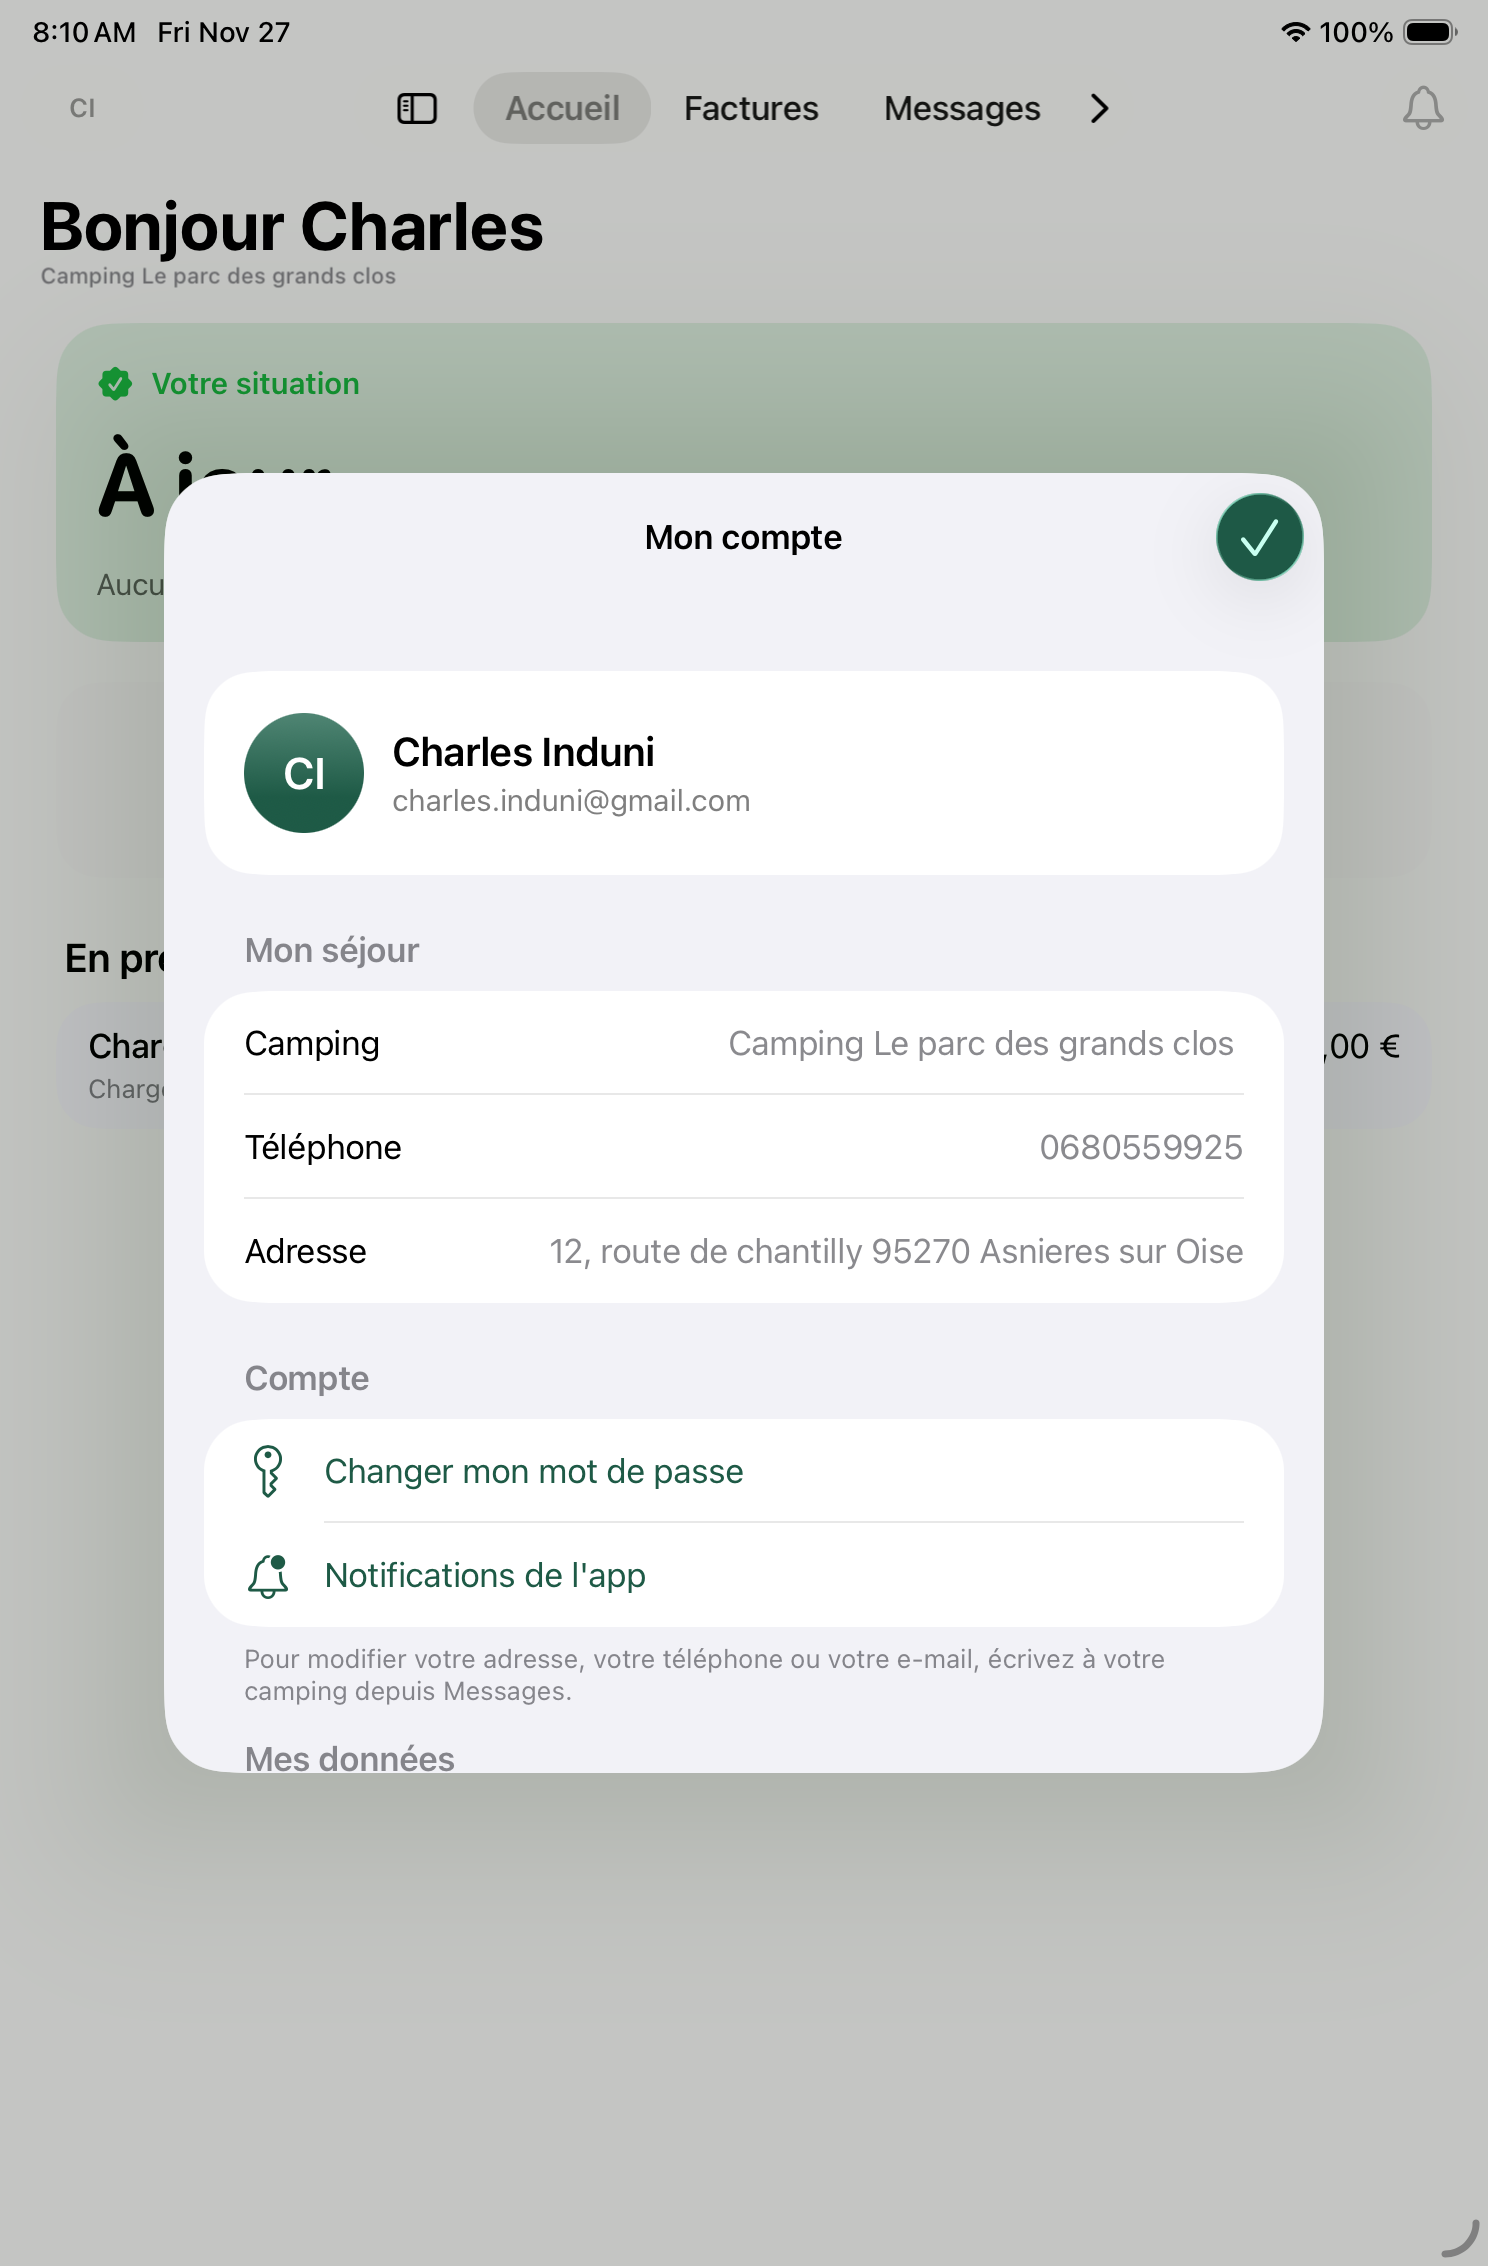 8:10 AM Fri Nov 27 100%
CI Accueil Factures Messages
Bonjour Charles
Camping Le parc des grands clos
Votre situation
À jour
Mon compte
CI
Charles Induni
charles.induni@gmail.com
Mon séjour
Camping Camping Le parc des grands clos
,00 €
Téléphone 0680559925
Adresse 12, route de chantilly 95270 Asnieres sur Oise
Compte
Changer mon mot de passe
Notifications de l'app
Pour modifier votre adresse, votre téléphone ou votre e-mail, écrivez à votre
camping depuis Messages.
Mes données